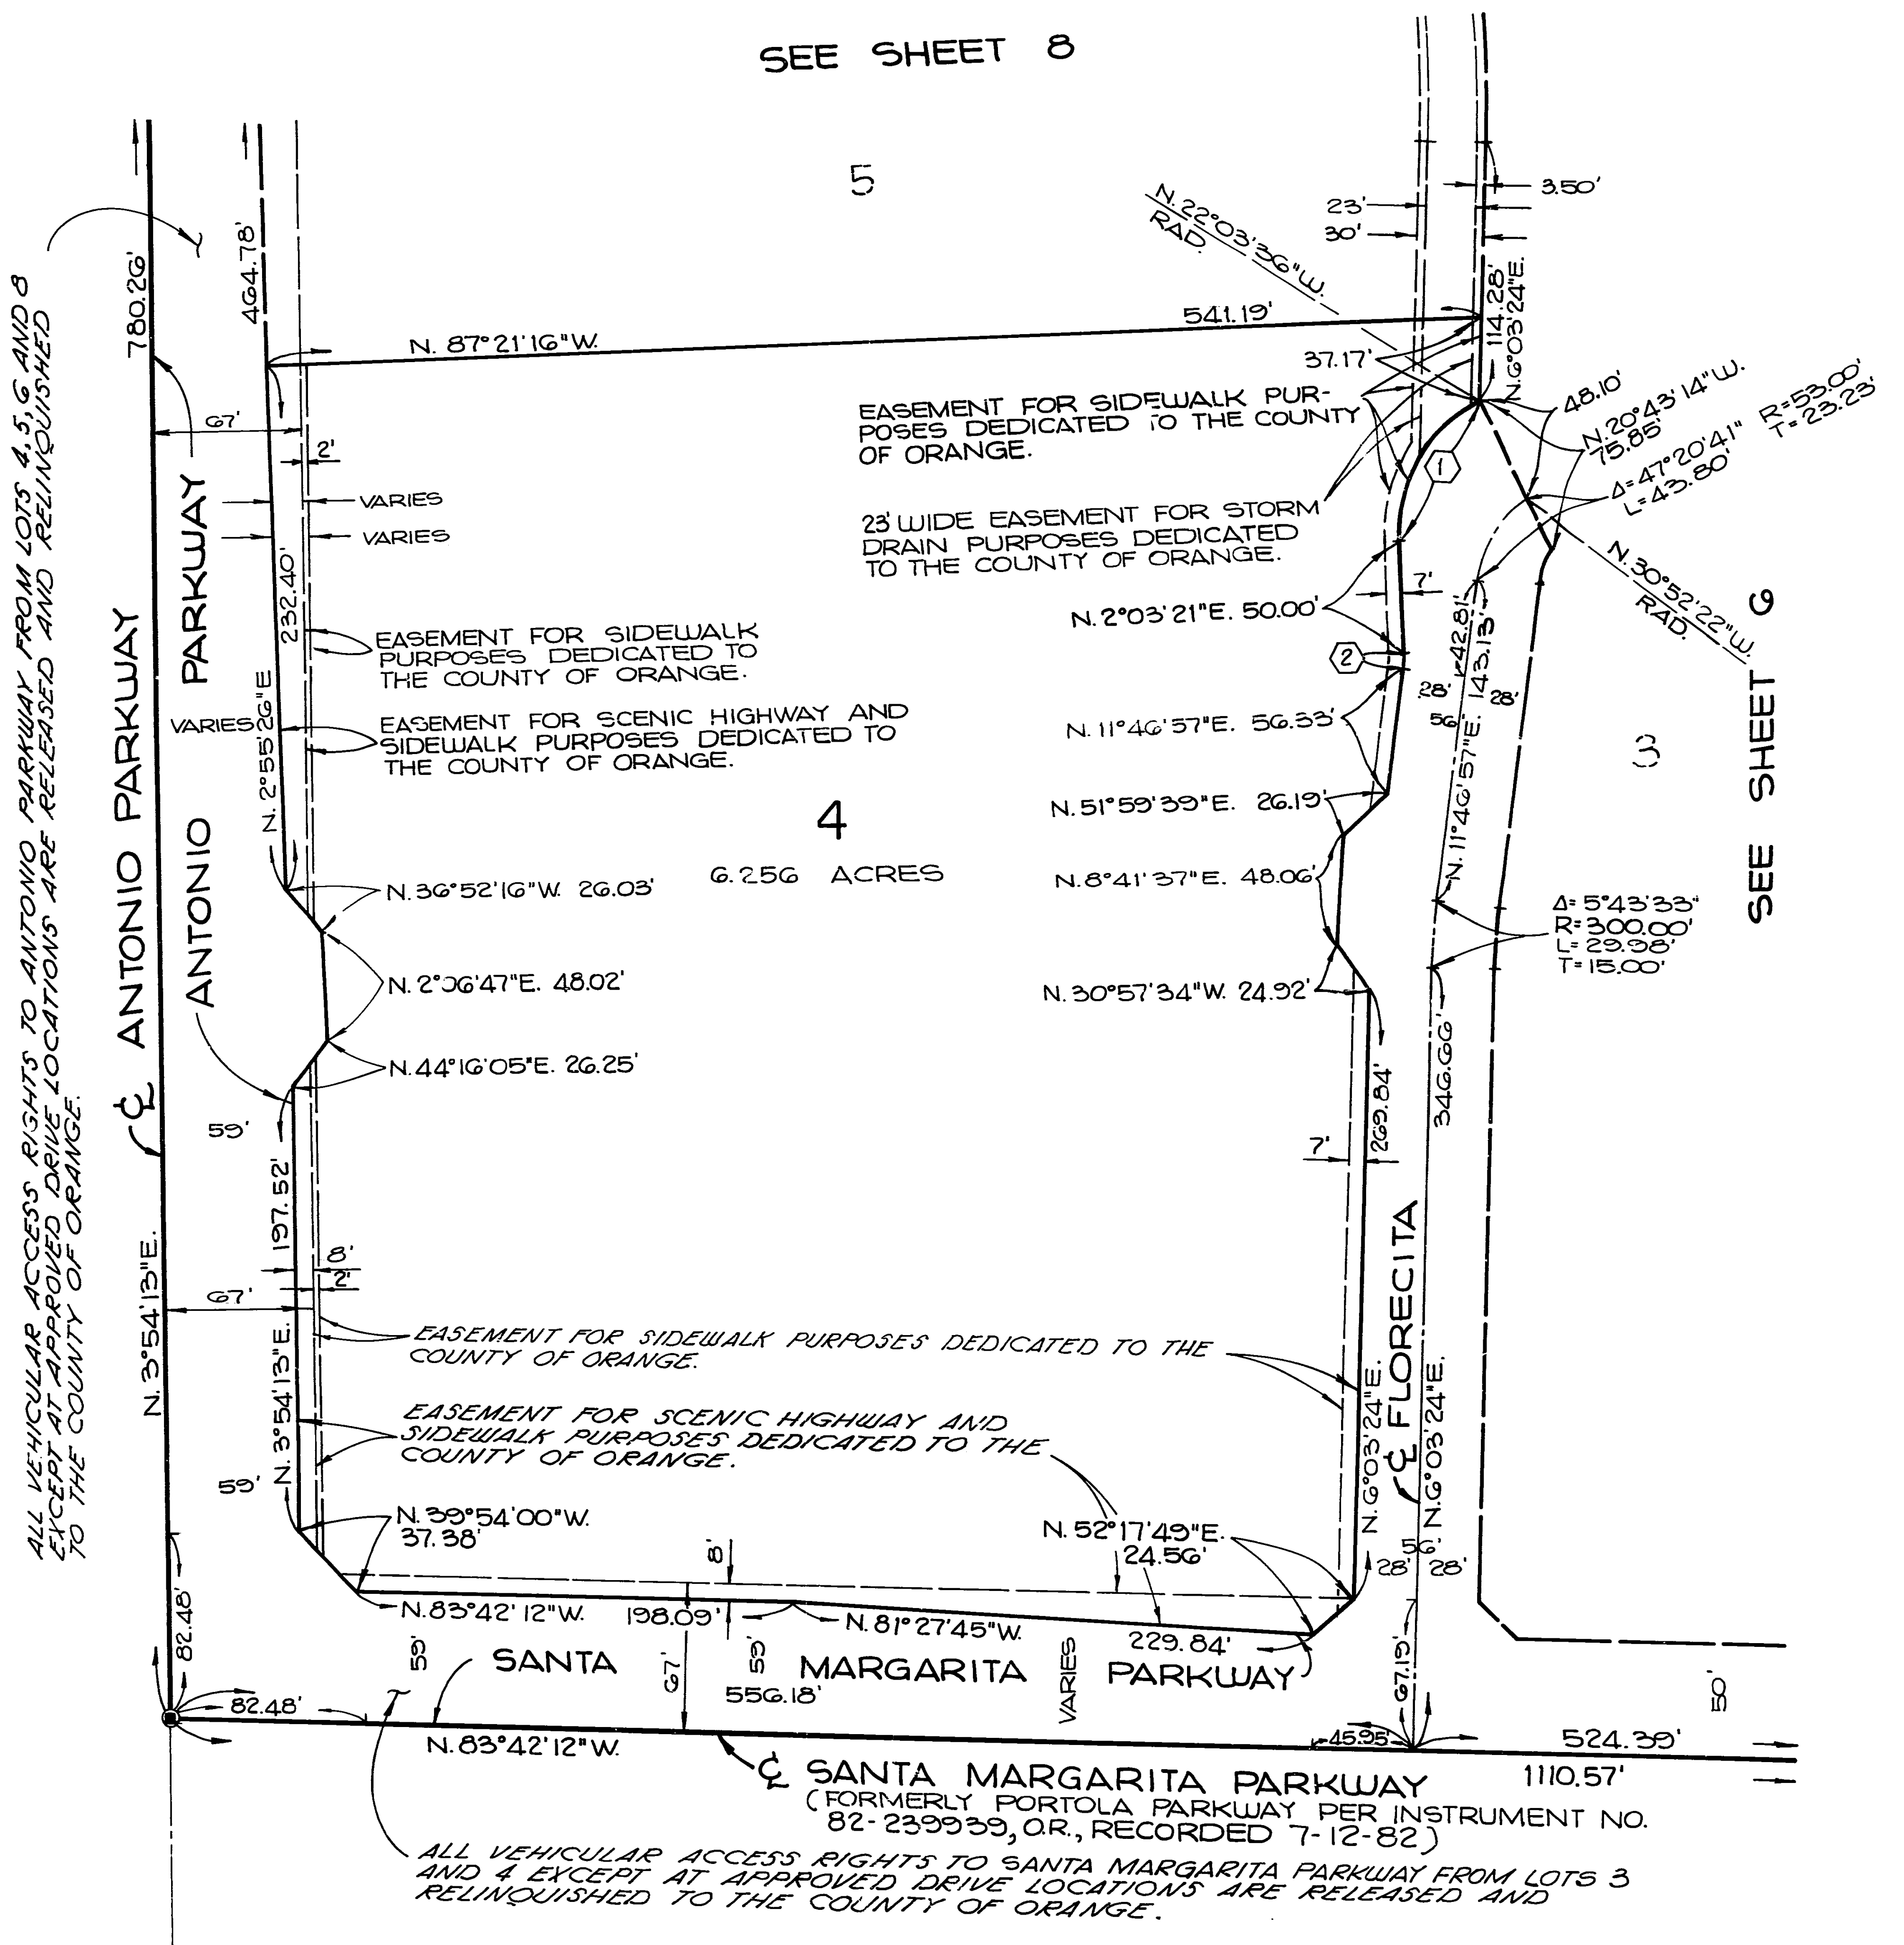 SEE SHEET 8
5
N. 22°03'36"W.
RAD.
3.50'
23'
30'
114.28'
N.6°03'24"E.
541.19'
N. 87°21'16"W.
37.17'
780.26'
464.78'
67'
2'
VARIES
VARIES
EASEMENT FOR SIDEWALK PUR-
POSES DEDICATED TO THE COUNTY
OF ORANGE.
48.10'
N.20°43'14"W.
75.85'
Δ=47°20'41" R=53.00'
L=43.80' T=23.23'
1
23' WIDE EASEMENT FOR STORM
DRAIN PURPOSES DEDICATED
TO THE COUNTY OF ORANGE.
N.30°52'22"W.
RAD.
7'
N.2°03'21"E. 50.00'
2
42.81'
143.13'
28'
28'
56'
N.11°46'57"E.
232.40'
N.2°55'26"E
VARIES
EASEMENT FOR SIDEWALK
PURPOSES DEDICATED TO
THE COUNTY OF ORANGE.
EASEMENT FOR SCENIC HIGHWAY AND
SIDEWALK PURPOSES DEDICATED TO
THE COUNTY OF ORANGE.
N.11°46'57"E. 56.33'
3
SEE SHEET 6
N.51°59'39"E. 26.19'
4
6.256 ACRES
N.8°41'37"E. 48.06'
N.36°52'16"W. 26.03'
Δ=5°43'33"
R=300.00'
L=29.98'
T=15.00'
N.2°06'47"E. 48.02'
N.30°57'34"W. 24.92'
N.44°16'05"E. 26.25'
PARKWAY
ANTONIO
℄ ANTONIO PARKWAY
ALL VEHICULAR ACCESS RIGHTS TO ANTONIO PARKWAY FROM LOTS 4,5,6 AND 8
EXCEPT AT APPROVED DRIVE LOCATIONS ARE RELEASED AND RELINQUISHED
TO THE COUNTY OF ORANGE.
59'
197.52'
8'
2'
67'
N.3°54'13"E.
N.3°54'13"E.
59'
346.66'
269.84'
7'
℄ FLORECITA
N.6°03'24"E.
N.6°03'24"E.
EASEMENT FOR SIDEWALK PURPOSES DEDICATED TO THE
COUNTY OF ORANGE.
EASEMENT FOR SCENIC HIGHWAY AND
SIDEWALK PURPOSES DEDICATED TO THE
COUNTY OF ORANGE.
N.39°54'00"W.
37.38'
8'
N.52°17'49"E.
24.56'
56'
28'
28'
N.83°42'12"W.
198.09'
N.81°27'45"W.
229.84'
82.48'
59'
SANTA MARGARITA PARKWAY
67'
59'
556.18'
VARIES
67.19'
50'
82.48'
N.83°42'12"W.
45.95'
524.39'
1110.57'
℄ SANTA MARGARITA PARKWAY
(FORMERLY PORTOLA PARKWAY PER INSTRUMENT NO.
82-239939, O.R., RECORDED 7-12-82)
ALL VEHICULAR ACCESS RIGHTS TO SANTA MARGARITA PARKWAY FROM LOTS 3
AND 4 EXCEPT AT APPROVED DRIVE LOCATIONS ARE RELEASED AND
RELINQUISHED TO THE COUNTY OF ORANGE.